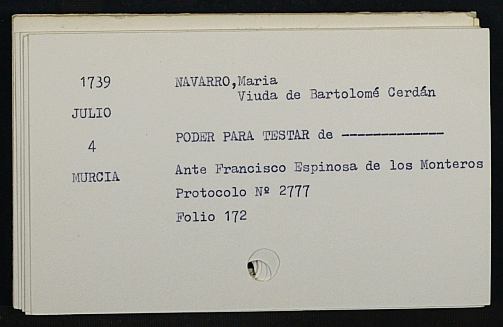 1739 NAVARRO,Maria
Viuda de Bartolomé Cerdán
JULIO
PODER PARA TESTAR de -------------
4
Ante Francisco Espinosa de los Monteros
MURCIA
Protocolo Nº 2777
Folio 172